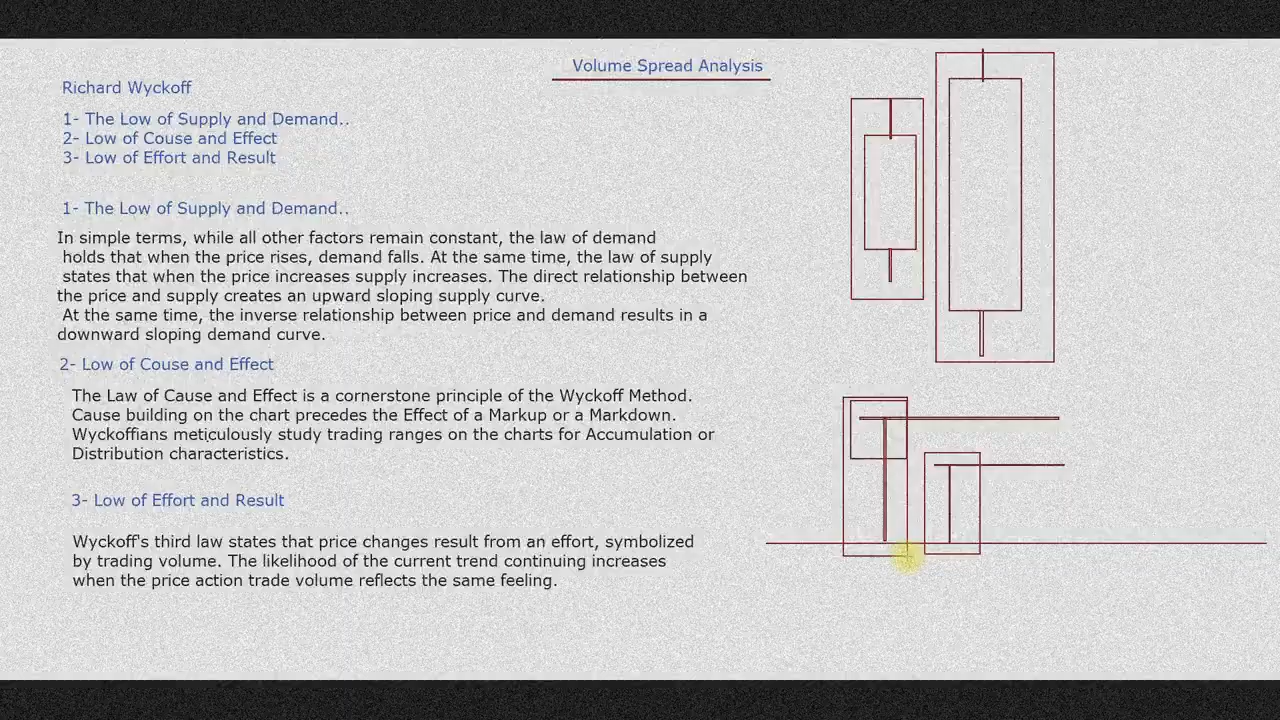 Volume Spread Analysis
Richard Wyckoff
1- The Low of Supply and Demand..
2- Low of Couse and Effect
3- Low of Effort and Result
1- The Low of Supply and Demand..
In simple terms, while all other factors remain constant, the law of demand
holds that when the price rises, demand falls. At the same time, the law of supply
states that when the price increases supply increases. The direct relationship between
the price and supply creates an upward sloping supply curve.
At the same time, the inverse relationship between price and demand results in a
downward sloping demand curve.
2- Low of Couse and Effect
The Law of Cause and Effect is a cornerstone principle of the Wyckoff Method.
Cause building on the chart precedes the Effect of a Markup or a Markdown.
Wyckoffians meticulously study trading ranges on the charts for Accumulation or
Distribution characteristics.
3- Low of Effort and Result
Wyckoff's third law states that price changes result from an effort, symbolized
by trading volume. The likelihood of the current trend continuing increases
when the price action trade volume reflects the same feeling.